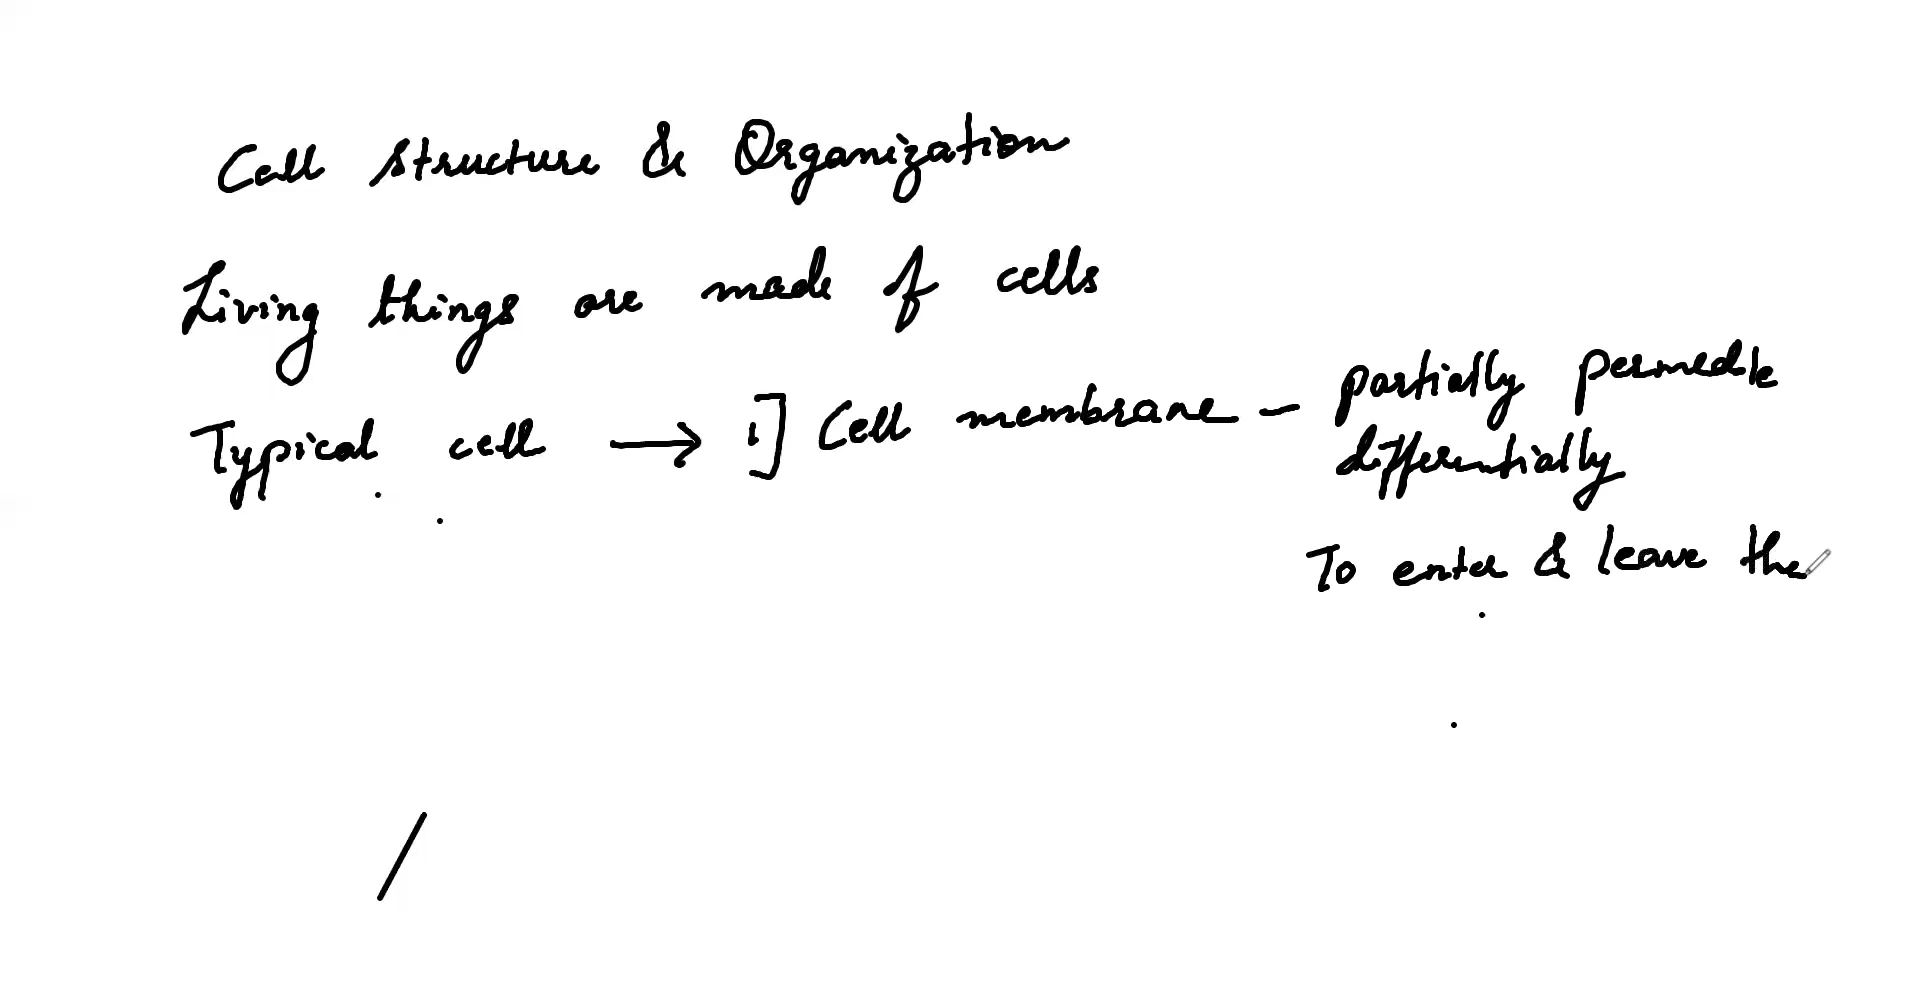 Cell structure & Organization
Living things are made of cells
Typical cell → 1] Cell membrane - partially permeable
differentially
To enter & leave the